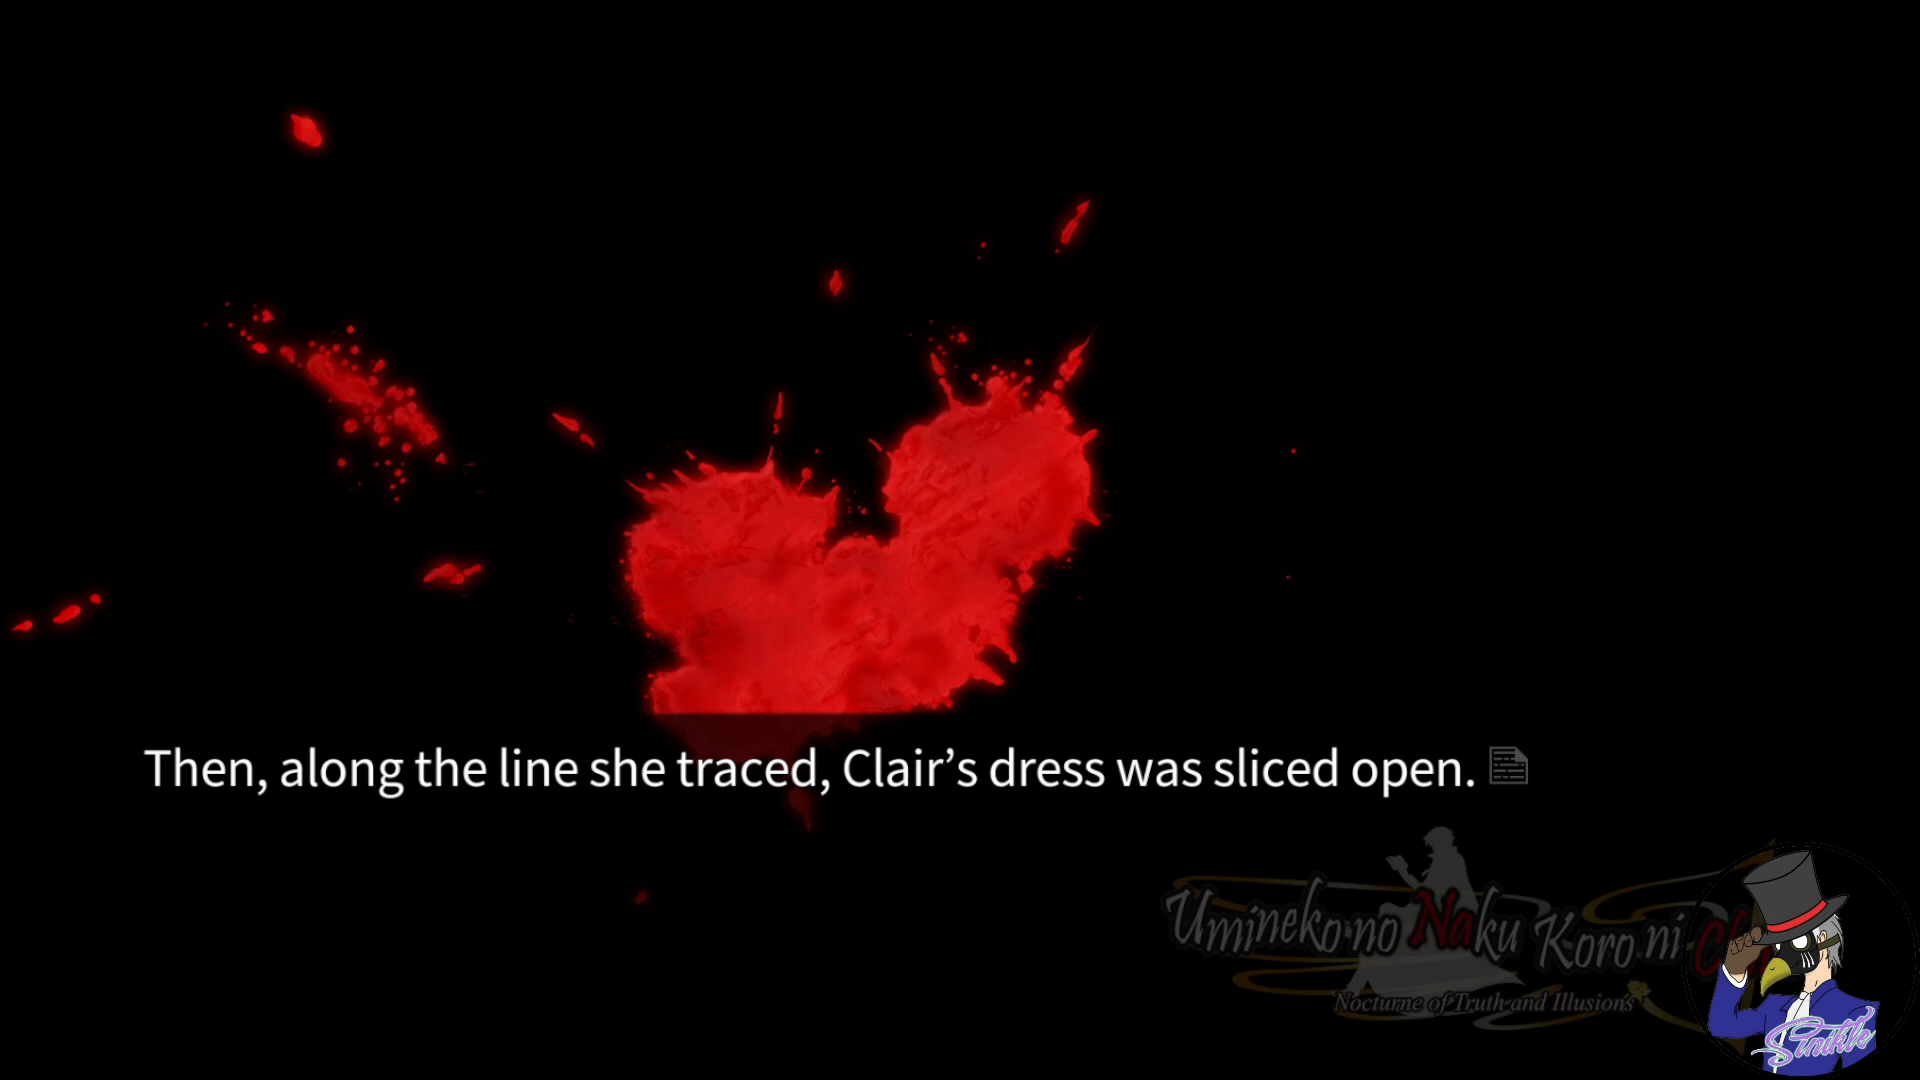 Then, along the line she traced, Clair’s dress was sliced open.
Umineko no Naku Koro ni
Nocturne of Truth and Illusions
Sinikle